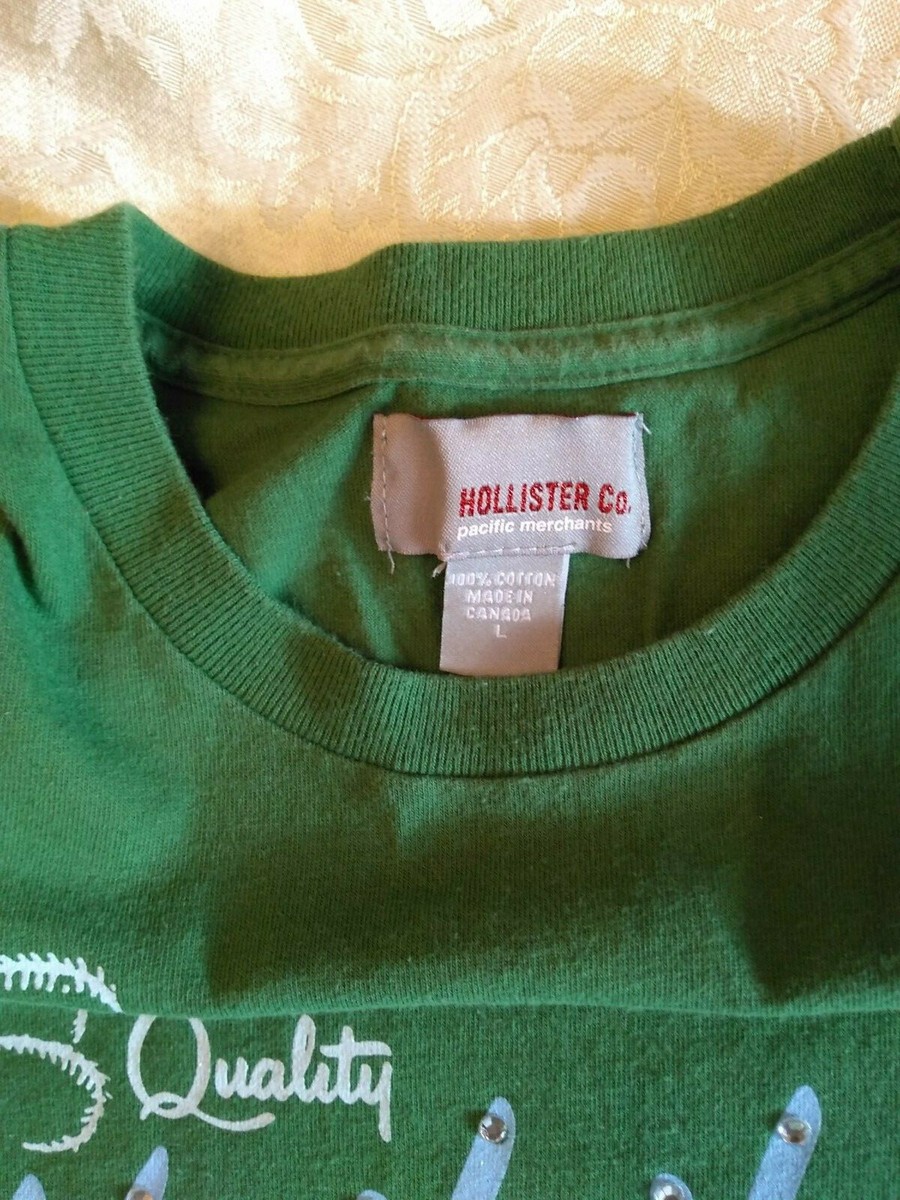 HOLLISTER Co.
pacific merchants
100% COTTON
MADE IN
CANADA
L
Quality